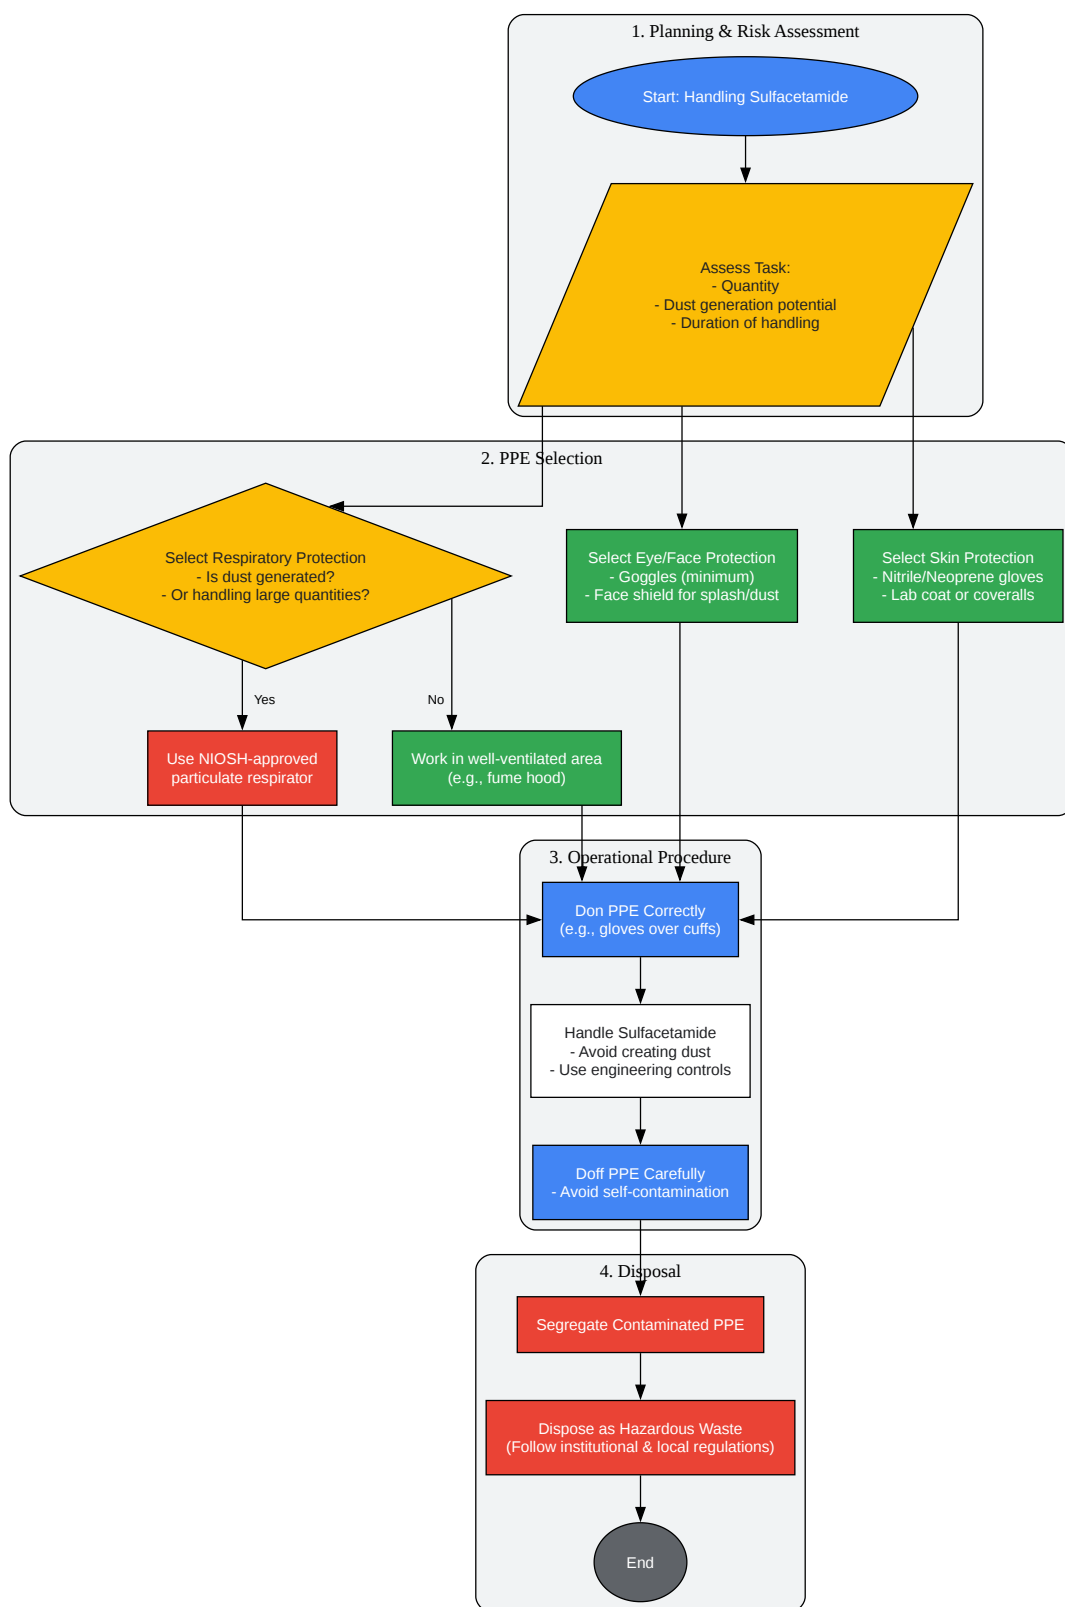 1. Planning & Risk Assessment
Start: Handling Sulfacetamide
Assess Task:
- Quantity
- Dust generation potential
- Duration of handling
2. PPE Selection
Select Respiratory Protection
- Is dust generated?
- Or handling large quantities?
Select Eye/Face Protection
- Goggles (minimum)
- Face shield for splash/dust
Select Skin Protection
- Nitrile/Neoprene gloves
- Lab coat or coveralls
Yes
No
Use NIOSH-approved
particulate respirator
Work in well-ventilated area
(e.g., fume hood)
3. Operational Procedure
Don PPE Correctly
(e.g., gloves over cuffs)
Handle Sulfacetamide
- Avoid creating dust
- Use engineering controls
Doff PPE Carefully
- Avoid self-contamination
4. Disposal
Segregate Contaminated PPE
Dispose as Hazardous Waste
(Follow institutional & local regulations)
End